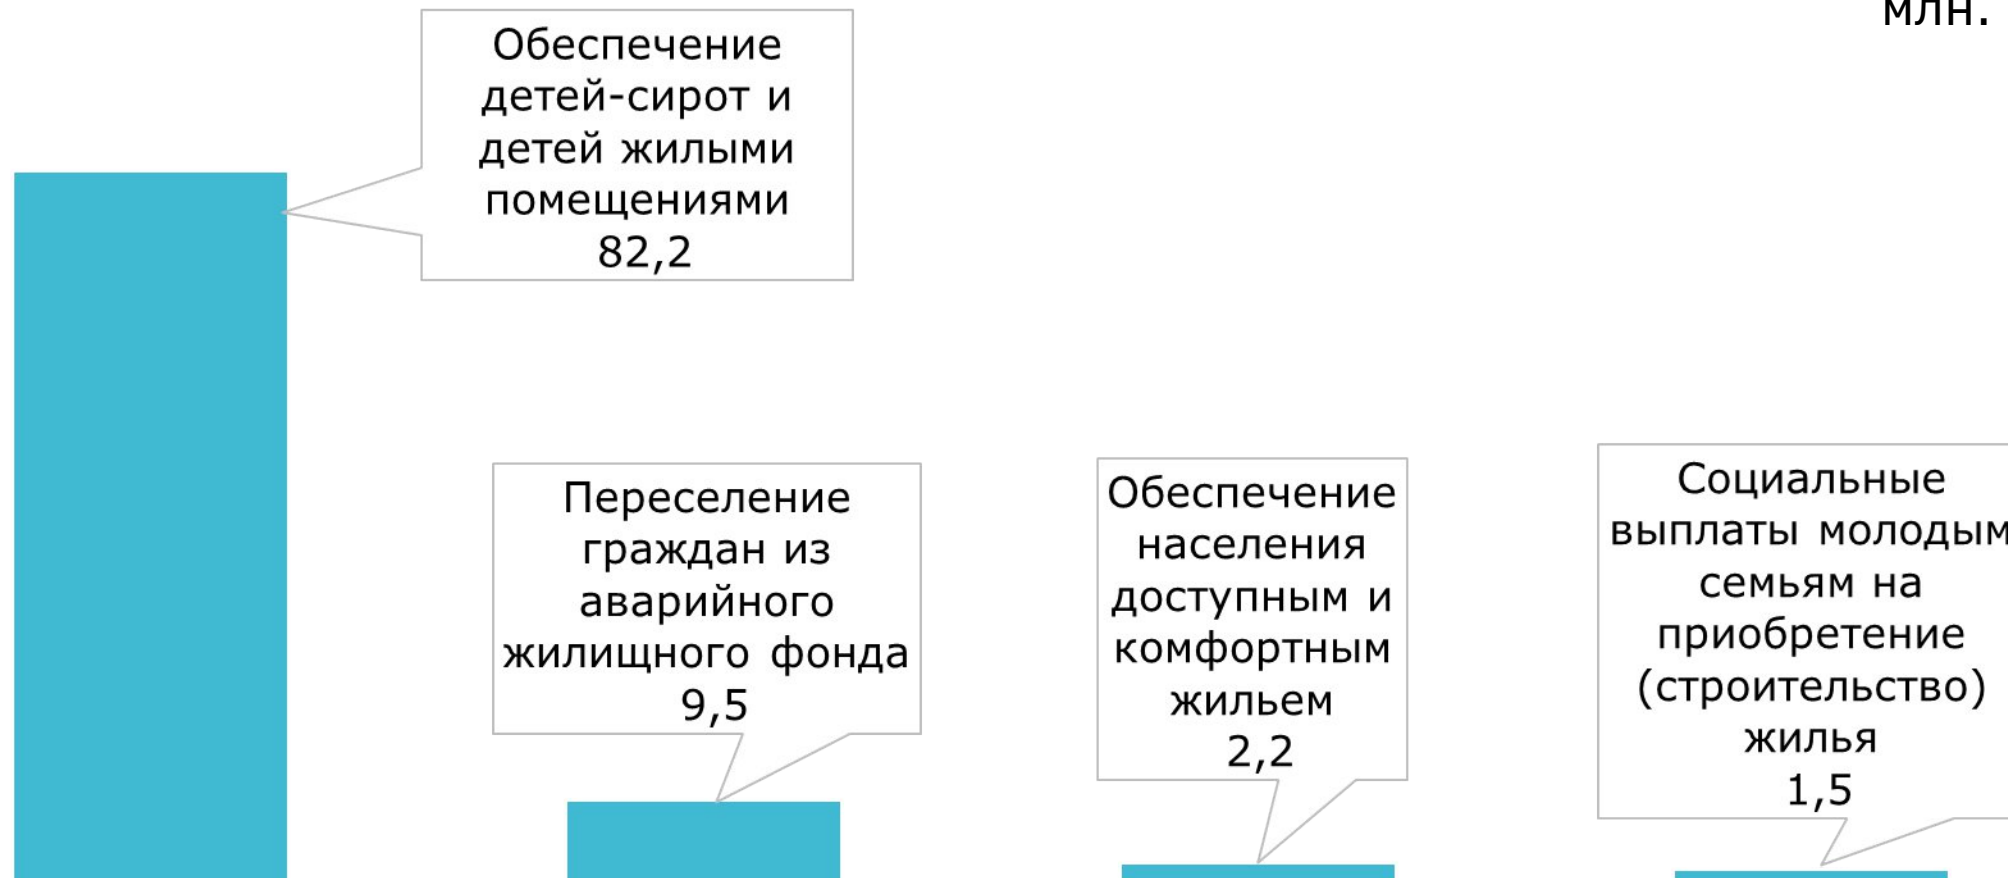 млн.
Обеспечение
детей-сирот и
детей жилыми
помещениями
82,2
Переселение
граждан из
аварийного
жилищного фонда
9,5
Обеспечение
населения
доступным и
комфортным
жильем
2,2
Социальные
выплаты молодым
семьям на
приобретение
(строительство)
жилья
1,5